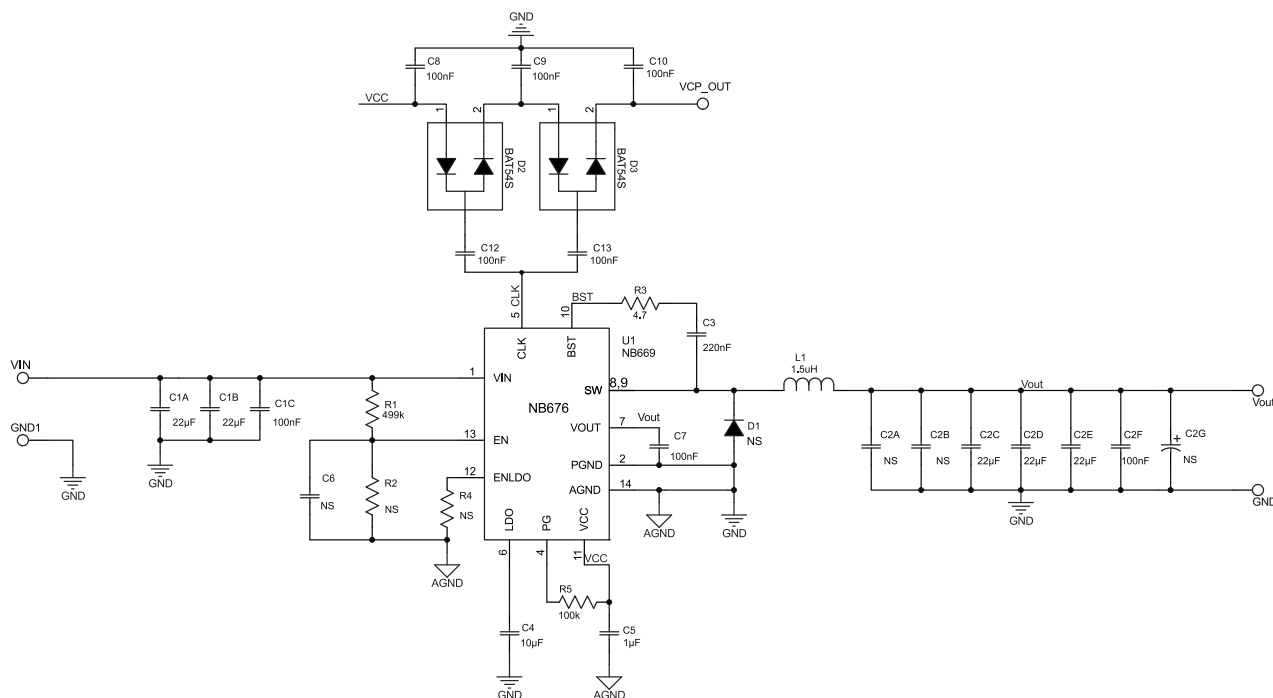 GND
C8
100nF
C9
100nF
C10
100nF
VCC
VCP_OUT
1
2
1
2
D2
BAT54S
D3
BAT54S
C12
100nF
C13
100nF
CLK
5
BST
10
R3
4.7
C3
220nF
U1
NB669
CLK
BST
VIN
1
VIN
8,9
SW
L1
1.5uH
C1A
22µF
C1B
22µF
C1C
100nF
R1
499k
NB676
Vout
Vout
GND1
GND
GND
13
EN
VOUT
7
Vout
C7
100nF
D1
NS
C2A
NS
C2B
NS
C2C
22µF
C2D
22µF
C2E
22µF
C2F
100nF
C2G
NS
PGND
2
12
ENLDO
AGND
14
C6
NS
R2
NS
R4
NS
LDO
PG
VCC
AGND
GND
GND
GND
6
4
11
VCC
AGND
R5
100k
C4
10µF
C5
1µF
GND
AGND